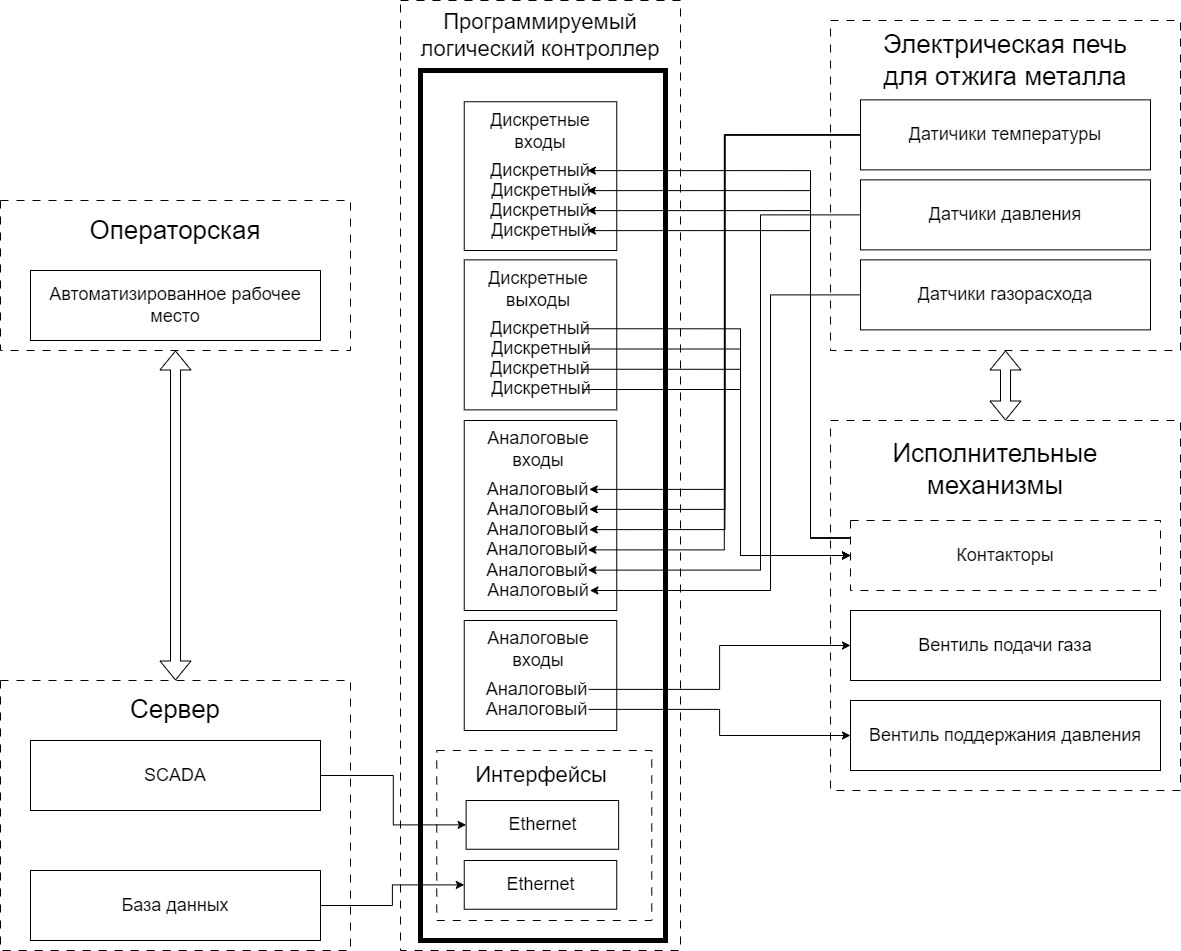 Программируемый
логический контроллер
Дискретные
входы
Дискретный
Дискретный
Дискретный
Дискретный
Дискретные
выходы
Дискретный
Дискретный
Дискретный
Дискретный
Аналоговые
входы
Аналоговый
Аналоговый
Аналоговый
Аналоговый
Аналоговый
Аналоговый
Аналоговые
входы
Аналоговый
Аналоговый
Интерфейсы
Ethernet
Ethernet
Операторская
Автоматизированное рабочее
место
Сервер
SCADA
База данных
Электрическая печь
для отжига металла
Датичики температуры
Датчики давления
Датчики газорасхода
Исполнительные
механизмы
Контакторы
Вентиль подачи газа
Вентиль поддержания давления